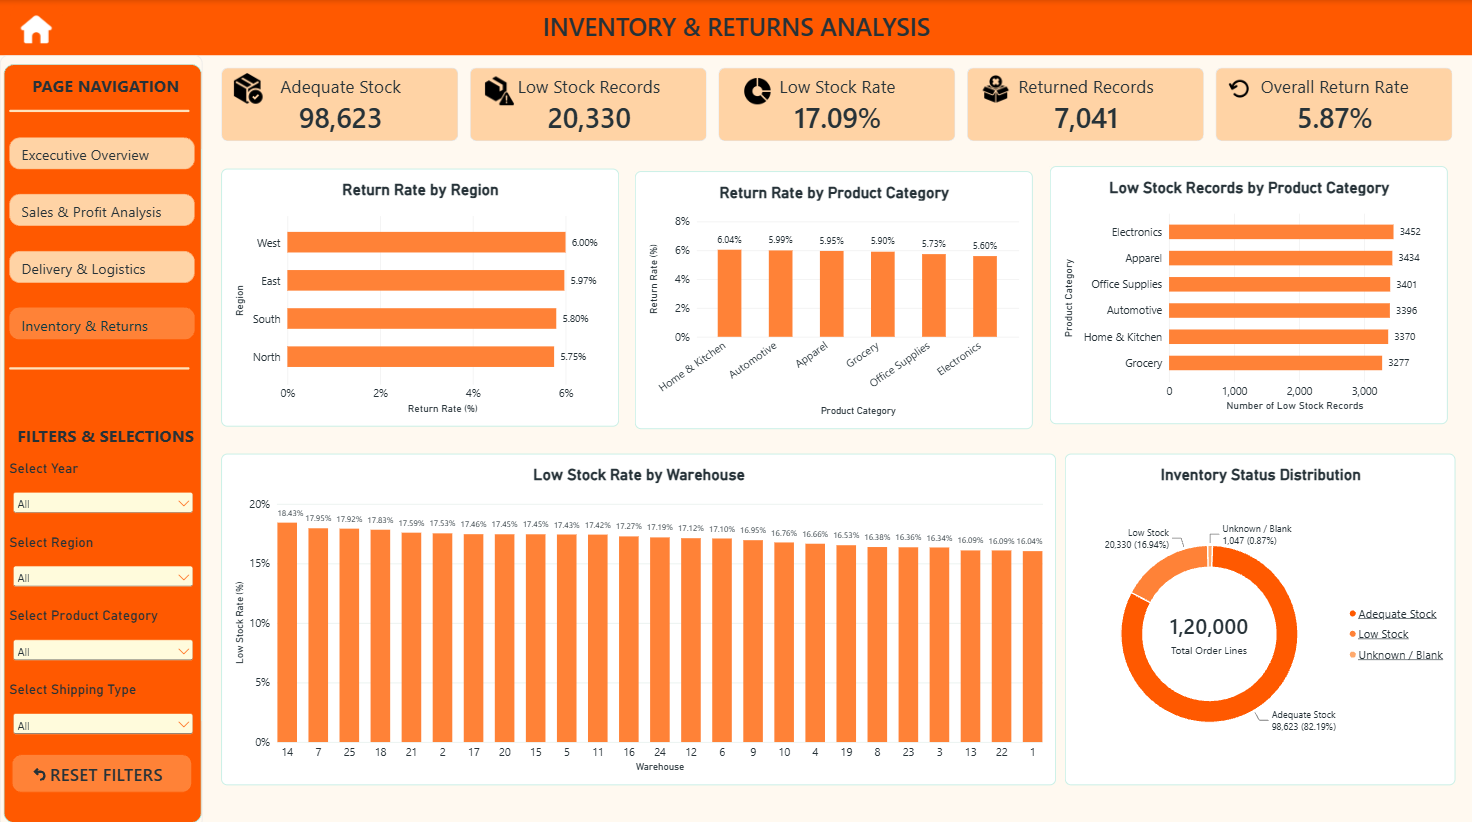 INVENTORY & RETURNS ANALYSIS
PAGE NAVIGATION
Excecutive Overview
Sales & Profit Analysis
Delivery & Logistics
Inventory & Returns
FILTERS & SELECTIONS
Select Year
All
Select Region
All
Select Product Category
All
Select Shipping Type
All
RESET FILTERS
Adequate Stock
98,623
Low Stock Records
20,330
Low Stock Rate
17.09%
Returned Records
7,041
Overall Return Rate
5.87%
Return Rate by Region
Region
West 6.00%
East 5.97%
South 5.80%
North 5.75%
0% 2% 4% 6%
Return Rate (%)
Return Rate by Product Category
Return Rate (%)
8%
6%
4%
2%
0%
6.04% 5.99% 5.95% 5.90% 5.73% 5.60%
Home & Kitchen Automotive Apparel Grocery Office Supplies Electronics
Product Category
Low Stock Records by Product Category
Product Category
Electronics 3452
Apparel 3434
Office Supplies 3401
Automotive 3396
Home & Kitchen 3370
Grocery 3277
0 1,000 2,000 3,000
Number of Low Stock Records
Low Stock Rate by Warehouse
Low Stock Rate (%)
20%
15%
10%
5%
0%
18.43% 17.95% 17.92% 17.83% 17.59% 17.53% 17.46% 17.45% 17.45% 17.43% 17.42% 17.27% 17.19% 17.12% 17.10% 16.95% 16.76% 16.66% 16.53% 16.38% 16.36% 16.34% 16.09% 16.09% 16.04%
14 7 25 18 21 2 17 20 15 5 11 16 24 12 6 9 10 4 19 8 23 3 13 22 1
Warehouse
Inventory Status Distribution
Unknown / Blank
1,047 (0.87%)
Low Stock
20,330 (16.94%)
1,20,000
Total Order Lines
Adequate Stock
98,623 (82.19%)
Adequate Stock
Low Stock
Unknown / Blank